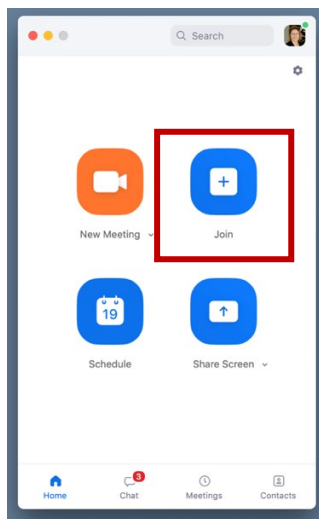 Search
New Meeting
Join
19
Schedule
Share Screen
3
Home
Chat
Meetings
Contacts